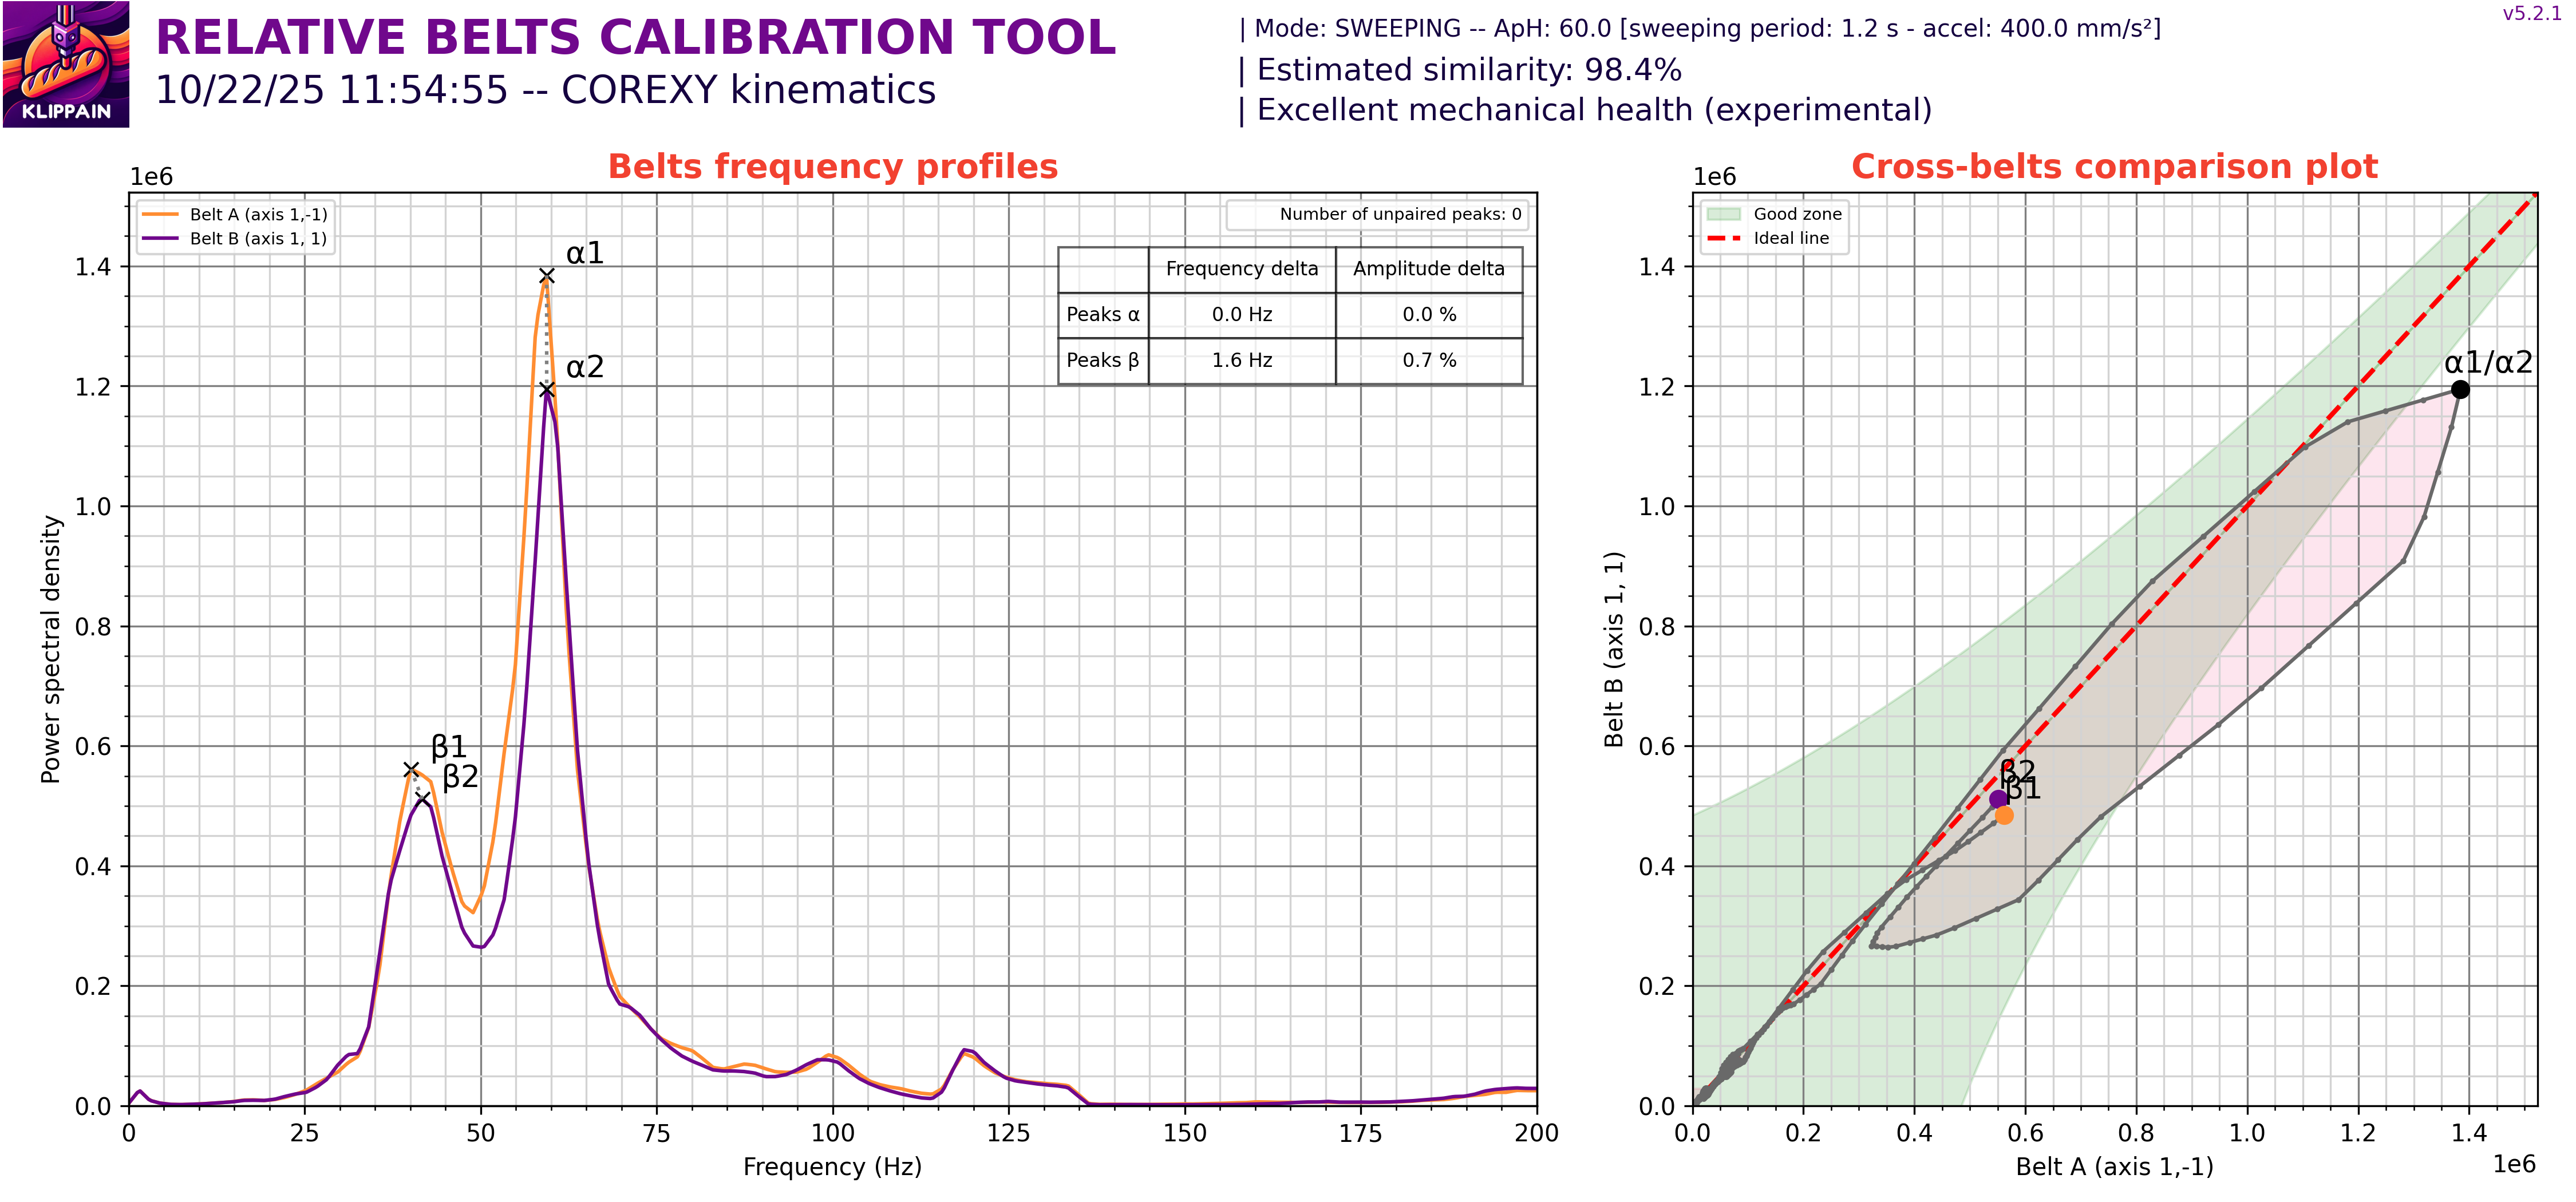 KLIPPAIN
RELATIVE BELTS CALIBRATION TOOL
10/22/25 11:54:55 -- COREXY kinematics
| Mode: SWEEPING -- ApH: 60.0 [sweeping period: 1.2 s - accel: 400.0 mm/s²]
| Estimated similarity: 98.4%
| Excellent mechanical health (experimental)
v5.2.1
Belts frequency profiles
1e6
Belt A (axis 1,-1)
Belt B (axis 1, 1)
Number of unpaired peaks: 0
Frequency delta Amplitude delta
Peaks α 0.0 Hz 0.0 %
Peaks β 1.6 Hz 0.7 %
α1
α2
β1
β2
1.4
1.2
1.0
0.8
0.6
0.4
0.2
0.0
Power spectral density
0 25 50 75 100 125 150 175 200
Frequency (Hz)
Cross-belts comparison plot
1e6
Good zone
Ideal line
α1/α2
β2
β1
1.4
1.2
1.0
0.8
0.6
0.4
0.2
0.0
Belt B (axis 1, 1)
0.0 0.2 0.4 0.6 0.8 1.0 1.2 1.4
1e6
Belt A (axis 1,-1)